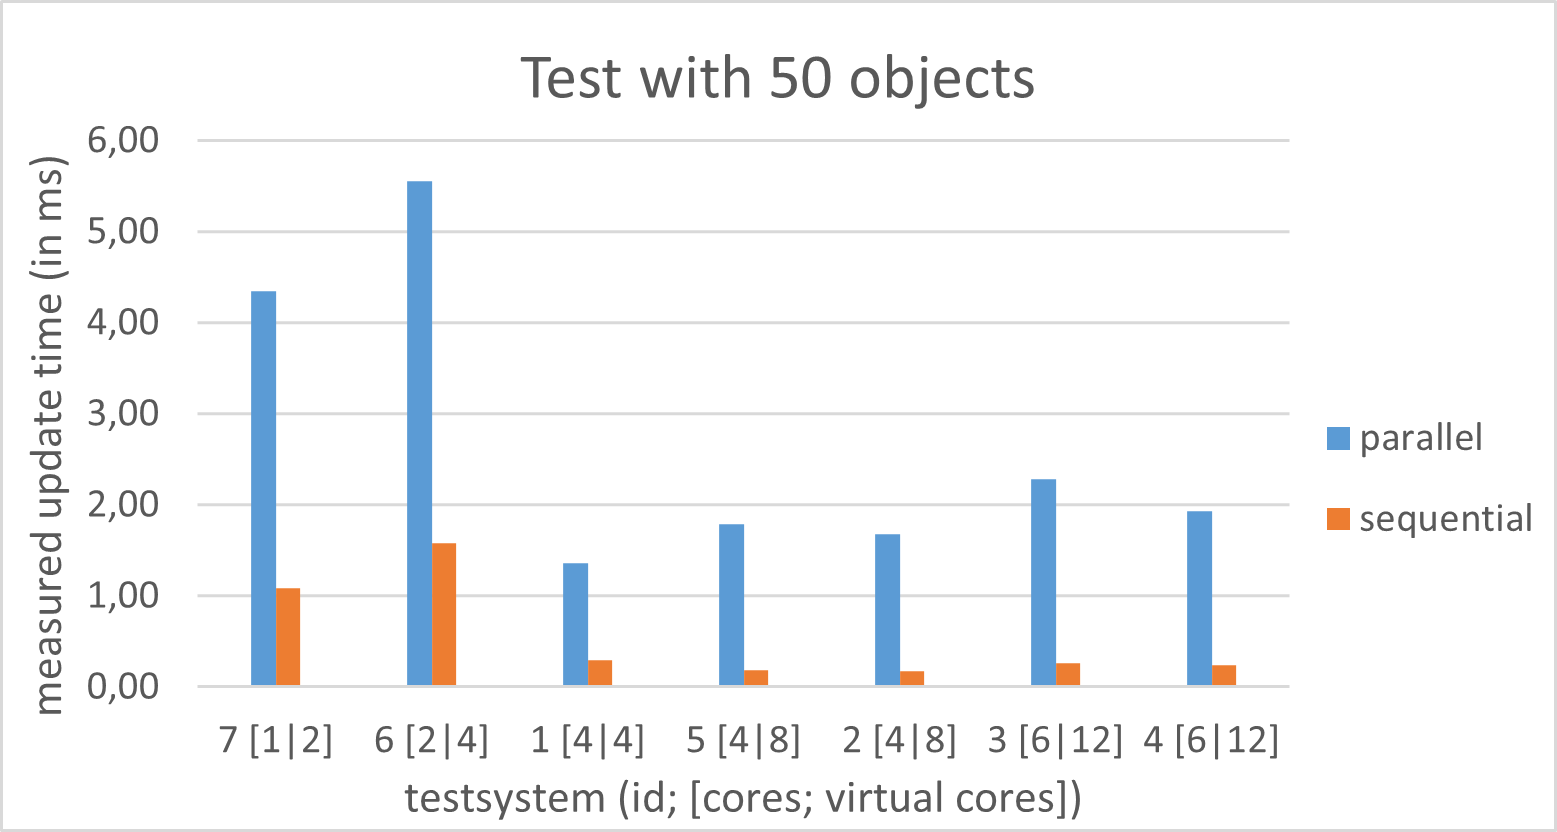 Test with 50 objects
measured update time (in ms)
6,00
5,00
4,00
3,00
2,00
1,00
0,00
7 [1|2] 6 [2|4] 1 [4|4] 5 [4|8] 2 [4|8] 3 [6|12] 4 [6|12]
testsystem (id; [cores; virtual cores])
parallel
sequential